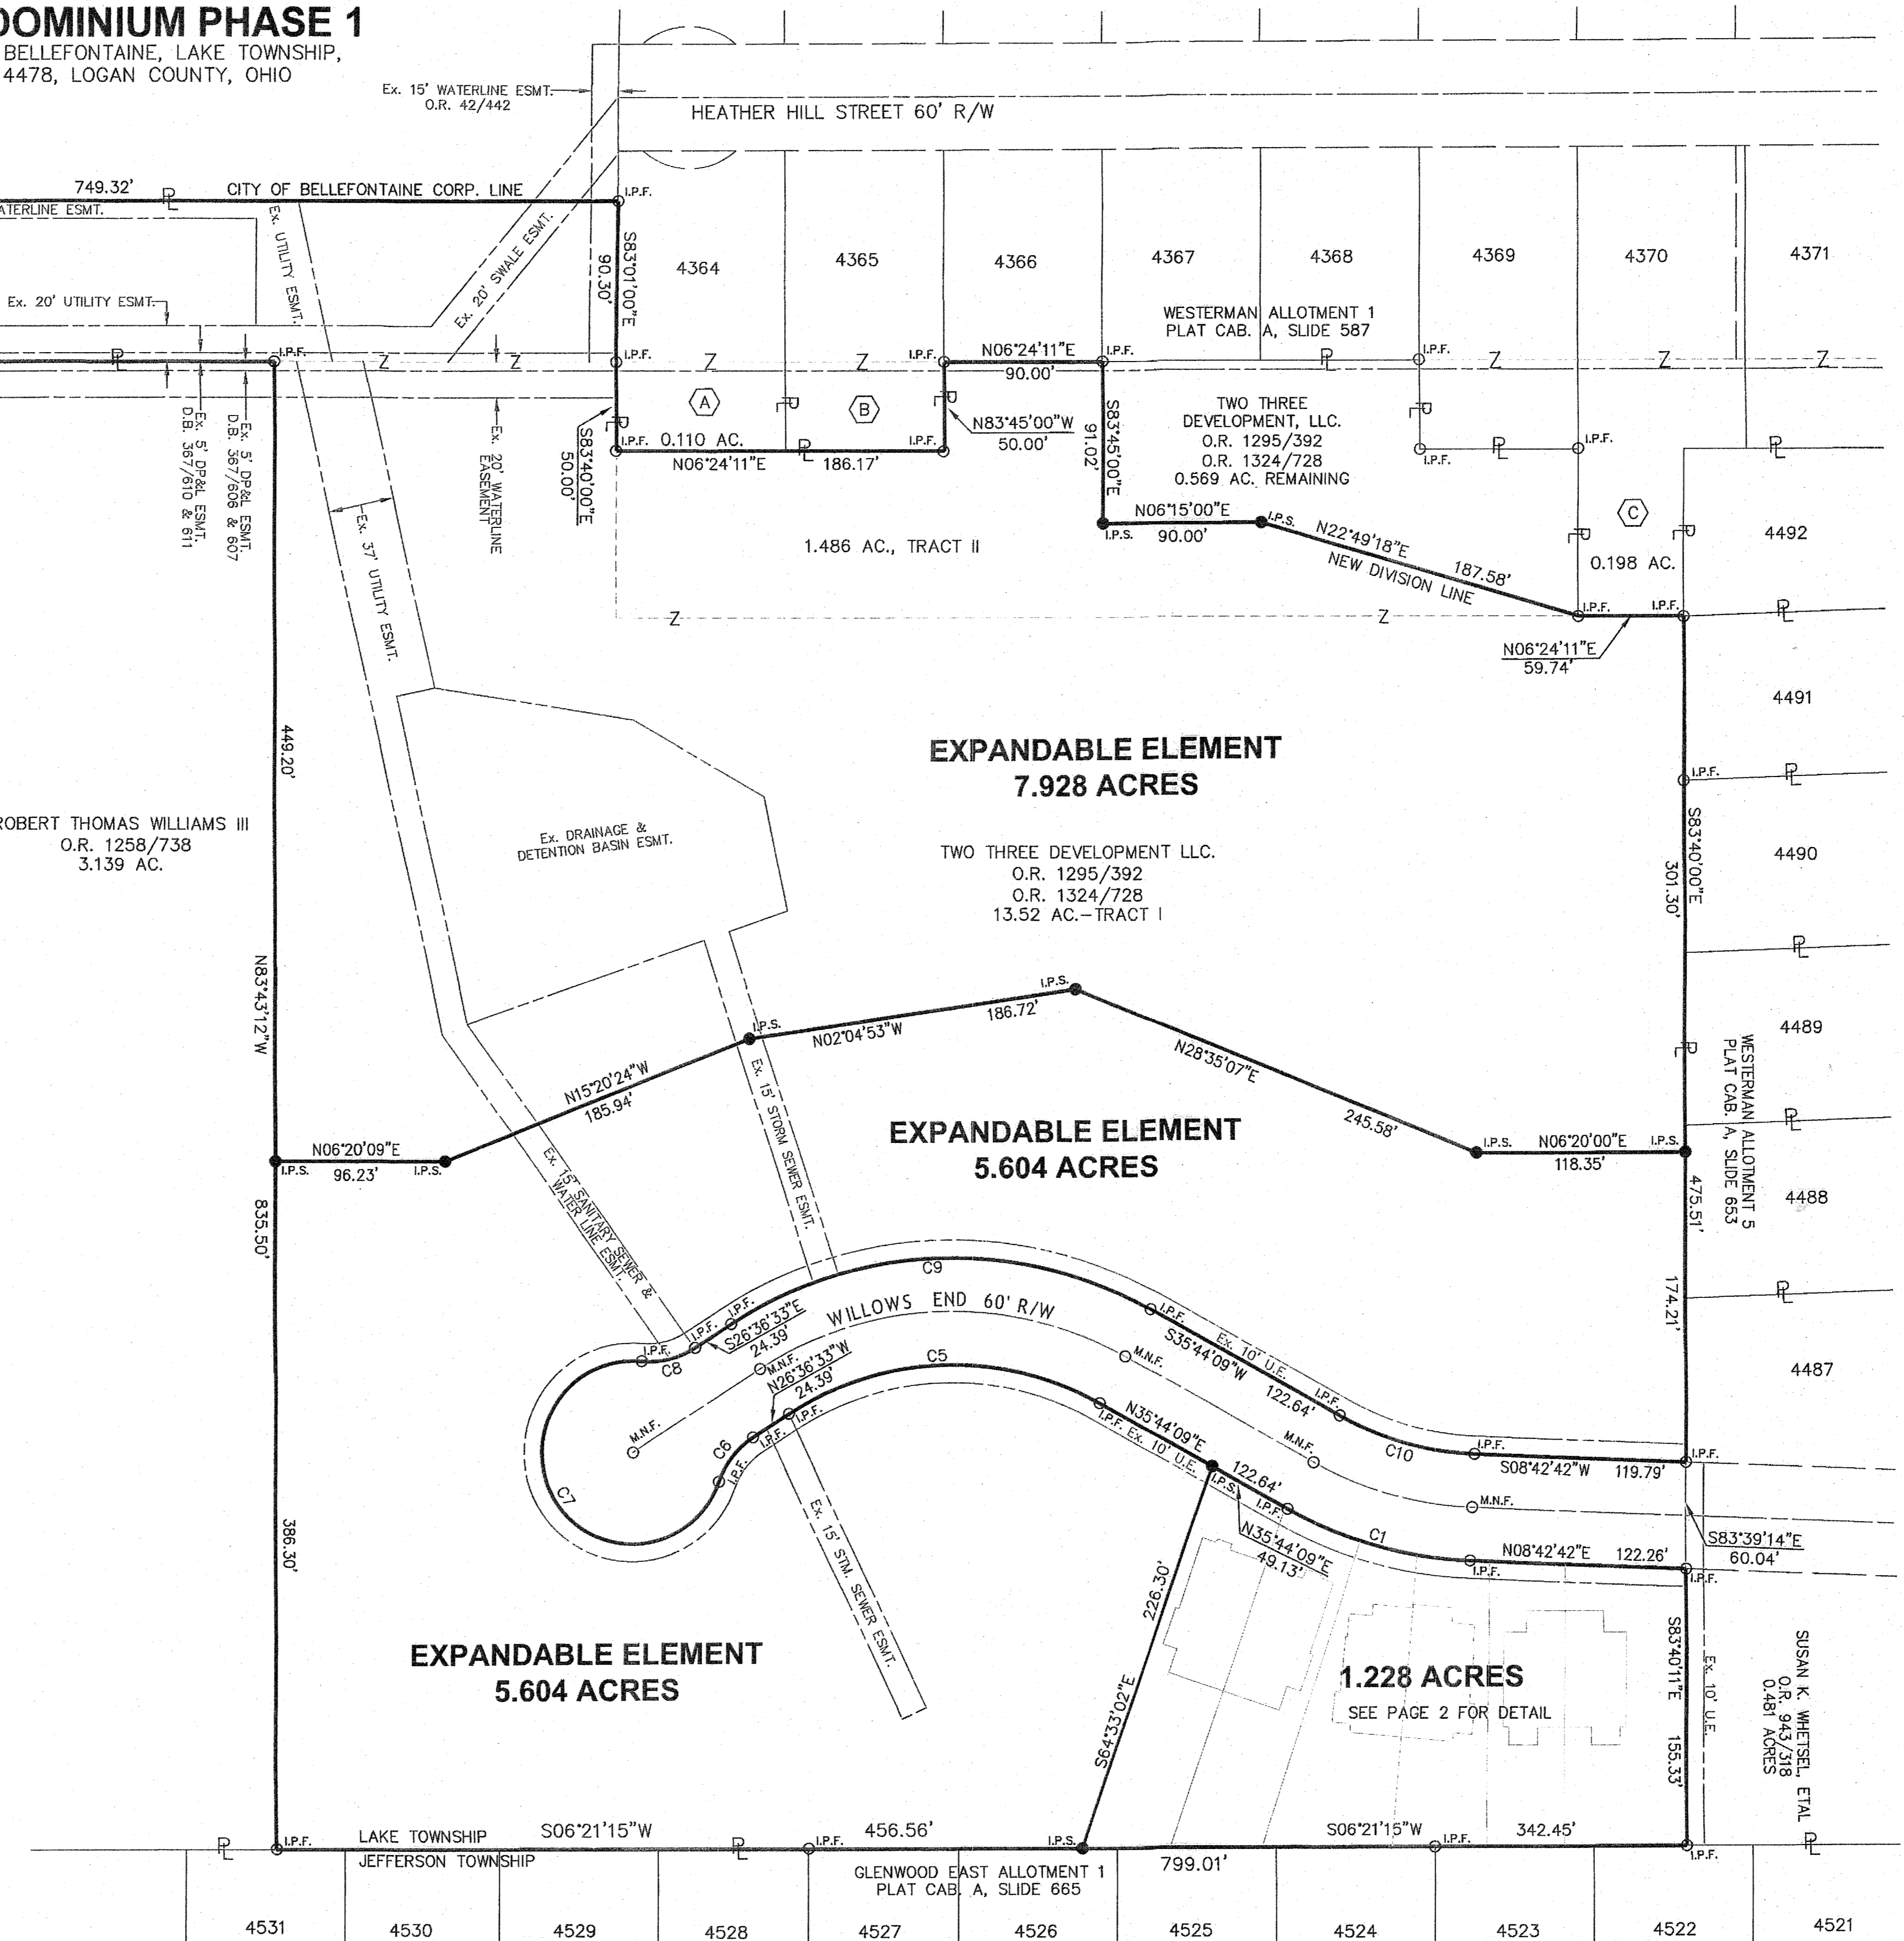 DOMINIUM PHASE 1
BELLEFONTAINE, LAKE TOWNSHIP,
4478, LOGAN COUNTY, OHIO
Ex. 15' WATERLINE ESMT.
O.R. 42/442
HEATHER HILL STREET 60' R/W
749.32'
CITY OF BELLEFONTAINE CORP. LINE
I.P.F.
ATERLINE ESMT.
Ex. UTILITY ESMT.
Ex. 20' SWALE ESMT.
S83°01'00"E
90.30'
4364
4365
4366
4367
4368
4369
4370
4371
Ex. 20' UTILITY ESMT.
WESTERMAN ALLOTMENT 1
PLAT CAB. A, SLIDE 587
I.P.F.
Z
Z
I.P.F.
Z
Z
I.P.F.
N06°24'11"E
90.00'
I.P.F.
I.P.F.
Z
Z
Z
Ex. 5' DP&L ESMT.
D.B. 367/610 & 611
Ex. 5' DP&L ESMT.
D.B. 367/606 & 607
Ex. 20' WATERLINE
EASEMENT
Ex. 37' UTILITY ESMT.
A
B
0.110 AC.
I.P.F.
N06°24'11"E
186.17'
I.P.F.
S83°40'00"E
50.00'
N83°45'00"W
50.00'
S83°45'00"E
91.02'
TWO THREE
DEVELOPMENT, LLC.
O.R. 1295/392
O.R. 1324/728
0.569 AC. REMAINING
I.P.F.
I.P.F.
C
0.198 AC.
4492
N06°15'00"E
90.00'
I.P.S.
I.P.S.
N22°49'18"E
187.58'
NEW DIVISION LINE
1.486 AC., TRACT II
Z
Z
I.P.F.
I.P.F.
N06°24'11"E
59.74'
4491
449.20'
EXPANDABLE ELEMENT
7.928 ACRES
I.P.F.
ROBERT THOMAS WILLIAMS III
O.R. 1258/738
3.139 AC.
Ex. DRAINAGE &
DETENTION BASIN ESMT.
TWO THREE DEVELOPMENT LLC.
O.R. 1295/392
O.R. 1324/728
13.52 AC.-TRACT I
S83°40'00"E
301.30'
4490
N83°43'12"W
I.P.S.
N02°04'53"W
186.72'
I.P.S.
N28°35'07"E
245.58'
4489
WESTERMAN ALLOTMENT 5
PLAT CAB. A, SLIDE 653
N15°20'24"W
185.94'
Ex. 15' STORM SEWER ESMT.
EXPANDABLE ELEMENT
5.604 ACRES
N06°20'09"E
96.23'
I.P.S.
I.P.S.
I.P.S.
N06°20'00"E
118.35'
I.P.S.
Ex. 15' SANITARY SEWER &
WATER LINE ESMT.
835.50'
475.51'
4488
174.21'
C9
WILLOWS END 60' R/W
I.P.F.
S26°36'33"E
24.39'
I.P.F.
I.P.F.
C8
M.N.F.
N26°36'33"W
24.39'
C5
M.N.F.
I.P.F.
S35°44'09"W
122.64'
Ex. 10' U.E.
I.P.F.
4487
M.N.F.
C6
I.P.F.
I.P.F.
I.P.F.
C7
I.P.F.
N35°44'09"E
Ex. 10' U.E.
122.64'
M.N.F.
C10
I.P.F.
S08°42'42"W
119.79'
I.P.F.
I.P.S.
I.P.F.
M.N.F.
C1
N35°44'09"E
49.13'
N08°42'42"E
122.26'
I.P.F.
I.P.F.
S83°39'14"E
60.04'
386.30'
Ex. 15' STM. SEWER ESMT.
226.30'
S64°33'02"E
EXPANDABLE ELEMENT
5.604 ACRES
1.228 ACRES
SEE PAGE 2 FOR DETAIL
S83°40'11"E
155.33'
Ex. 10' U.E.
SUSAN K. WHETSEL, ETAL
O.R. 943/318
0.481 ACRES
I.P.F.
LAKE TOWNSHIP
JEFFERSON TOWNSHIP
S06°21'15"W
I.P.F.
456.56'
I.P.S.
S06°21'15"W
I.P.F.
342.45'
I.P.F.
799.01'
GLENWOOD EAST ALLOTMENT 1
PLAT CAB. A, SLIDE 665
4531
4530
4529
4528
4527
4526
4525
4524
4523
4522
4521